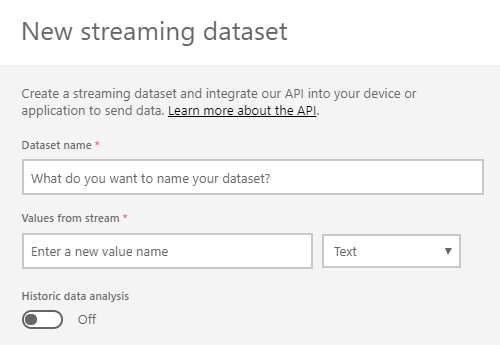 New streaming dataset
Create a streaming dataset and integrate our API into your device or
application to send data. Learn more about the API.
Dataset name *
What do you want to name your dataset?
Values from stream *
Enter a new value name
Text
Historic data analysis
Off